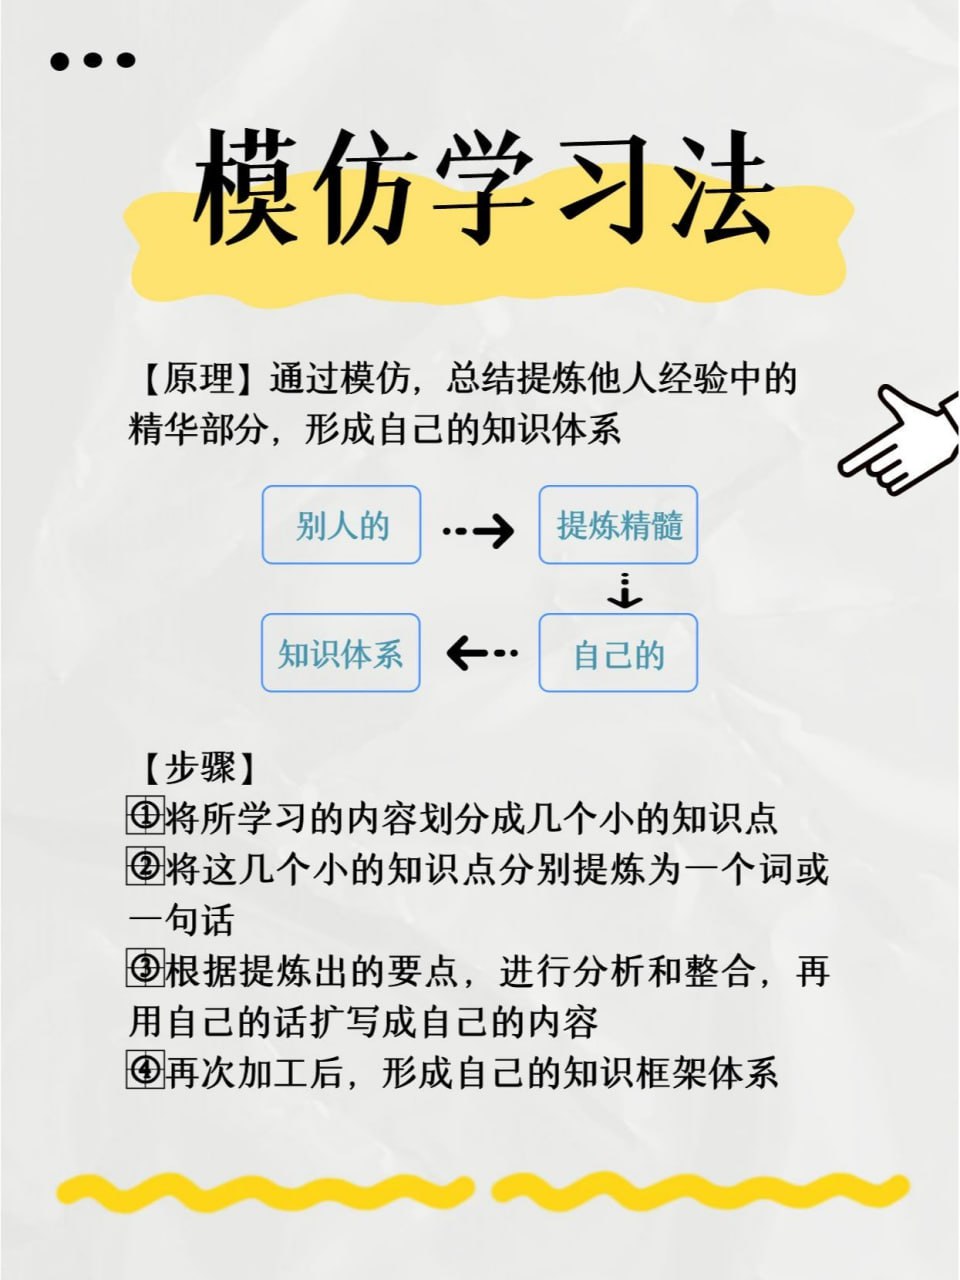 模仿学习法
【原理】通过模仿，总结提炼他人经验中的
精华部分，形成自己的知识体系
别人的
提炼精髓
自己的
知识体系
【步骤】
①将所学习的内容划分成几个小的知识点
②将这几个小的知识点分别提炼为一个词或
一句话
③根据提炼出的要点，进行分析和整合，再
用自己的话扩写成自己的内容
④再次加工后，形成自己的知识框架体系